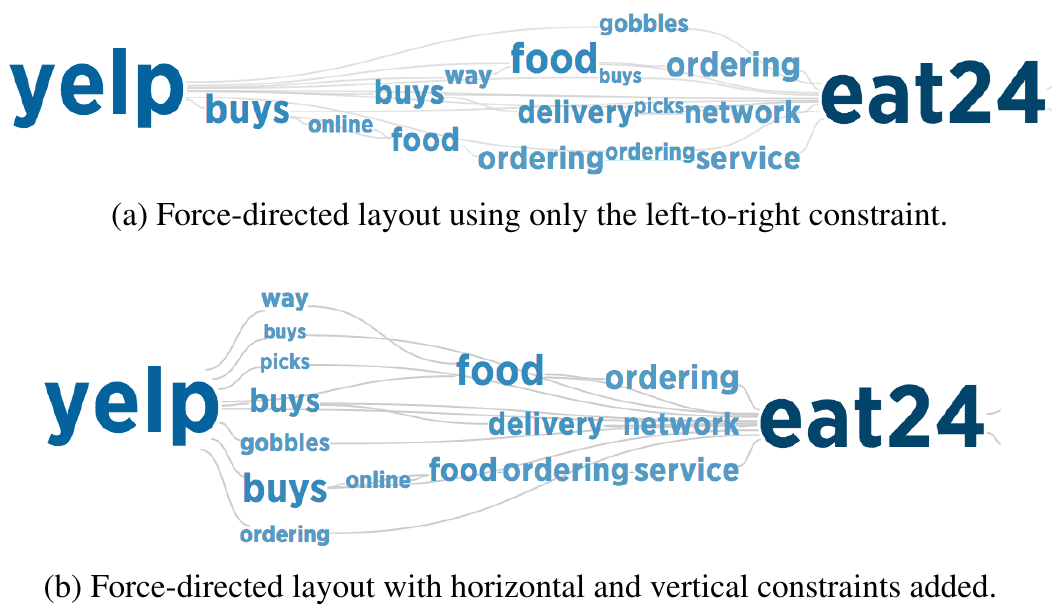 gobbles
yelp buys online way buys food food buys ordering eat24
delivery picks network
ordering ordering service
(a) Force-directed layout using only the left-to-right constraint.
way
buys
picks
food ordering
yelp buys eat24
delivery network
gobbles
buys online food ordering service
ordering
(b) Force-directed layout with horizontal and vertical constraints added.